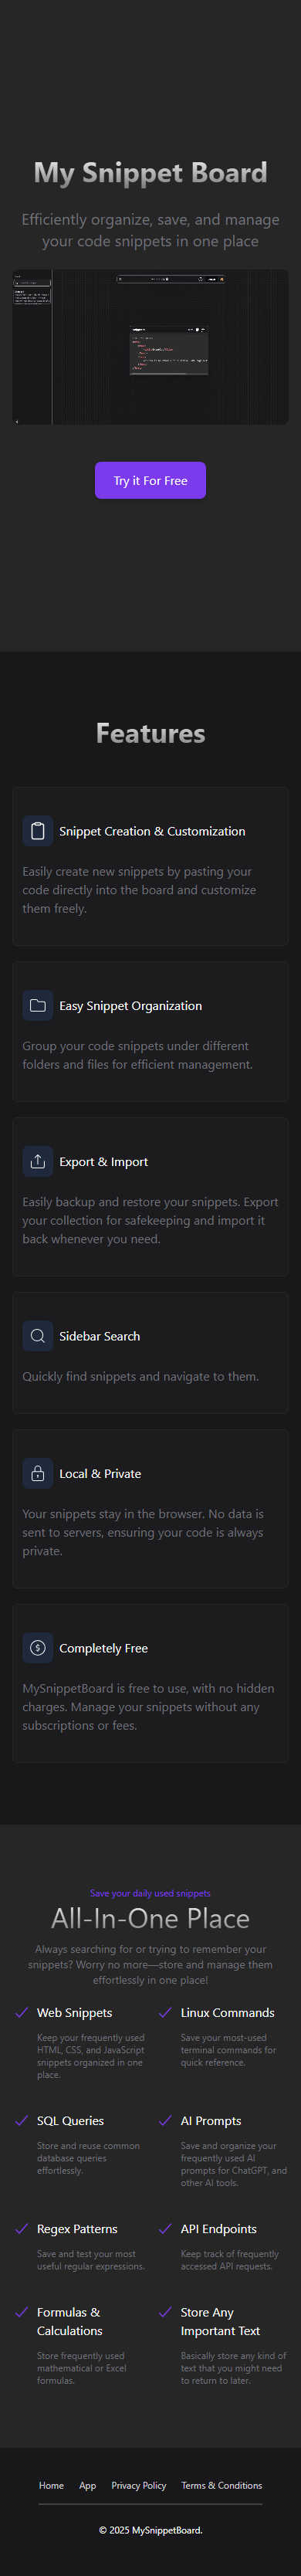 My Snippet Board
Efficiently organize, save, and manage
your code snippets in one place
Try it For Free
Features
Snippet Creation & Customization
Easily create new snippets by pasting your
code directly into the board and customize
them freely.
Easy Snippet Organization
Group your code snippets under different
folders and files for efficient management.
Export & Import
Easily backup and restore your snippets. Export
your collection for safekeeping and import it
back whenever you need.
Sidebar Search
Quickly find snippets and navigate to them.
Local & Private
Your snippets stay in the browser. No data is
sent to servers, ensuring your code is always
private.
Completely Free
MySnippetBoard is free to use, with no hidden
charges. Manage your snippets without any
subscriptions or fees.
Save your daily used snippets
All-In-One Place
Always searching for or trying to remember your
snippets? Worry no more—store and manage them
effortlessly in one place!
Web Snippets
Keep your frequently used
HTML, CSS, and JavaScript
snippets organized in one
place.
Linux Commands
Save your most-used
terminal commands for
quick reference.
SQL Queries
Store and reuse common
database queries
effortlessly.
AI Prompts
Save and organize your
frequently used AI
prompts for ChatGPT, and
other AI tools.
Regex Patterns
Save and test your most
useful regular expressions.
API Endpoints
Keep track of frequently
accessed API requests.
Formulas &
Calculations
Store frequently used
mathematical or Excel
formulas.
Store Any
Important Text
Basically store any kind of
text that you might need
to return to later.
Home App Privacy Policy Terms & Conditions
© 2025 MySnippetBoard.